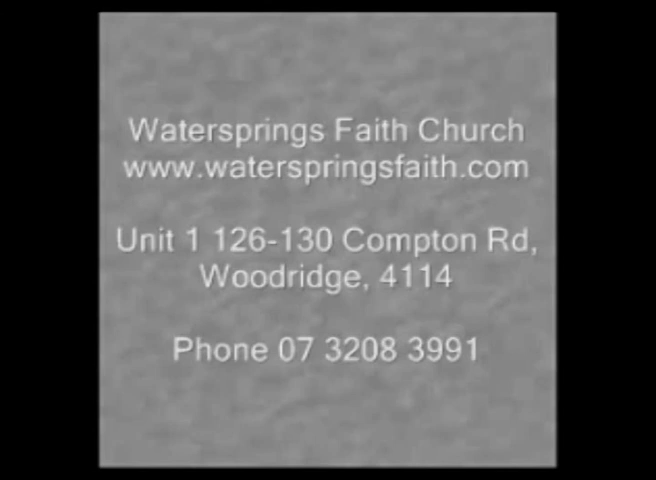 Watersprings Faith Church
www.waterspringsfaith.com
Unit 1 126-130 Compton Rd,
Woodridge, 4114
Phone 07 3208 3991